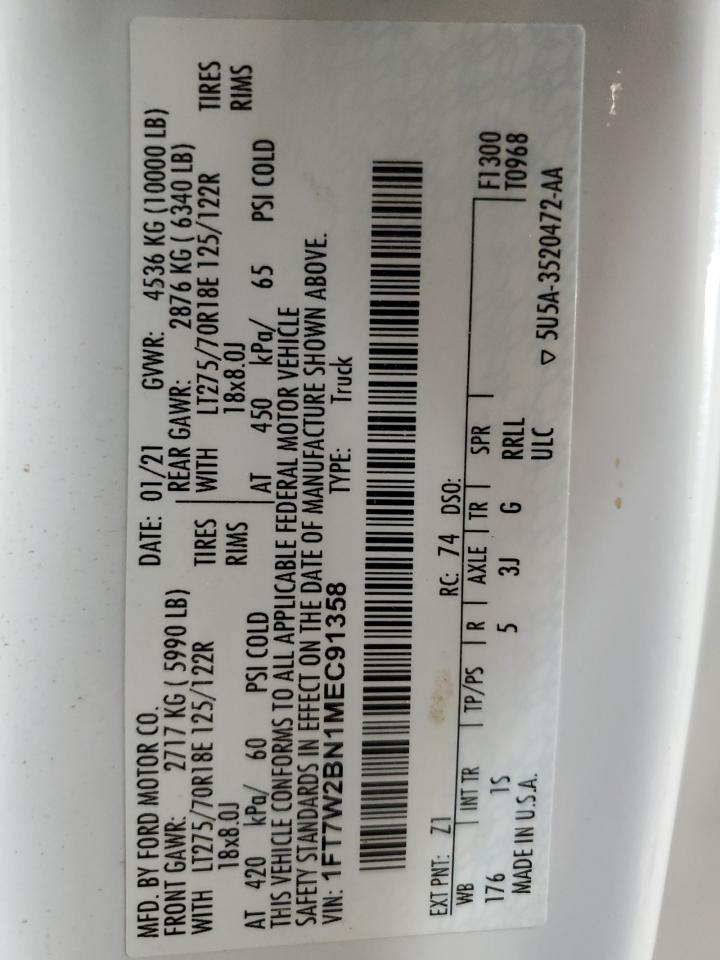 MFD. BY FORD MOTOR CO.
DATE: 01/21 GVWR: 4536 KG (10000 LB)
FRONT GAWR: 2717 KG ( 5990 LB) REAR GAWR: 2876 KG ( 6340 LB)
WITH LT275/70R18E 125/122R TIRES WITH LT275/70R18E 125/122R TIRES
18x8.0J RIMS 18x8.0J RIMS
AT 420 kPa/ 60 PSI COLD AT 450 kPa/ 65 PSI COLD
THIS VEHICLE CONFORMS TO ALL APPLICABLE FEDERAL MOTOR VEHICLE
SAFETY STANDARDS IN EFFECT ON THE DATE OF MANUFACTURE SHOWN ABOVE.
VIN: 1FT7W2BN1MEC91358 TYPE: Truck
EXT PNT: Z1 RC: 74 DSO:
WB INT TR TP/PS R AXLE TR SPR F1300
176 1S 5 3J G RRLL T0968
MADE IN U.S.A. ULC ▽ 5U5A-3520472-AA